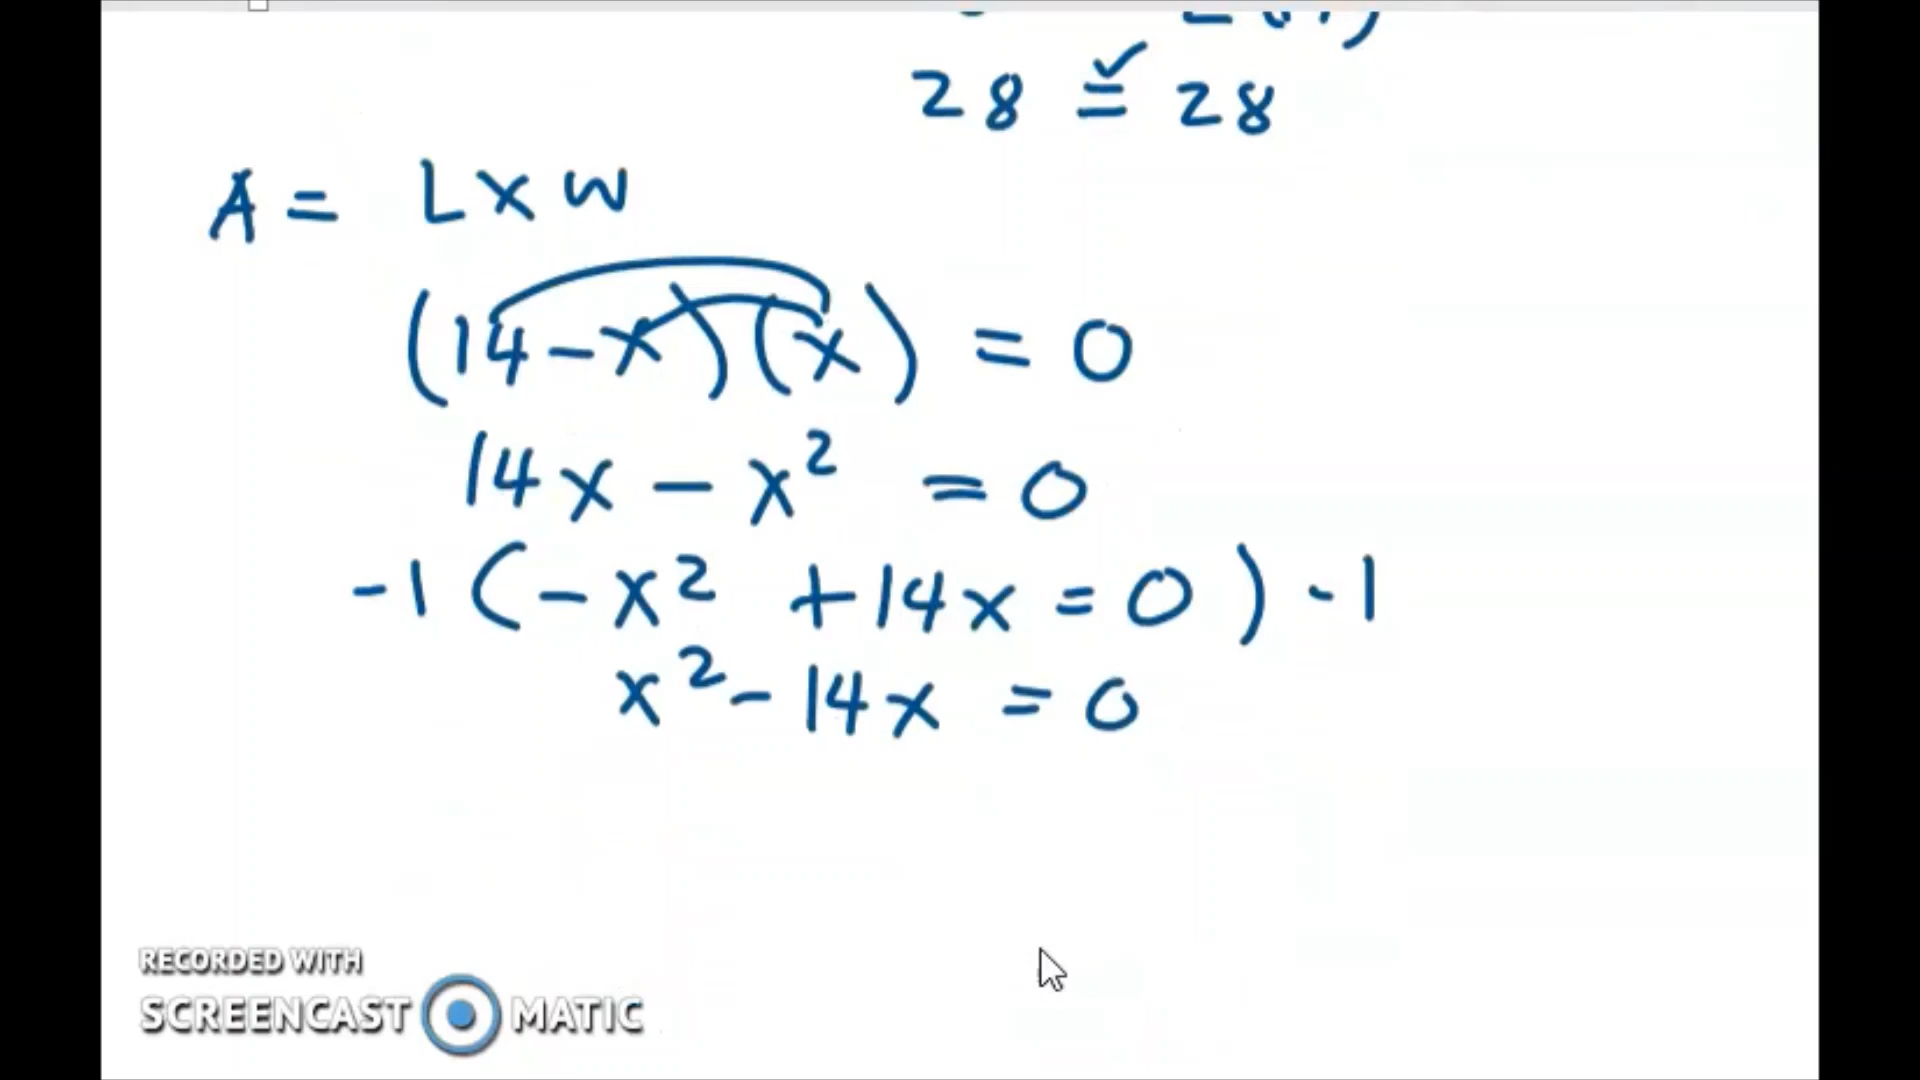 28 = 28
A = L x W
(14-x)(x) = 0
14x - x² = 0
-1 (-x² + 14x = 0) -1
x² - 14x = 0
RECORDED WITH
SCREENCAST MATIC